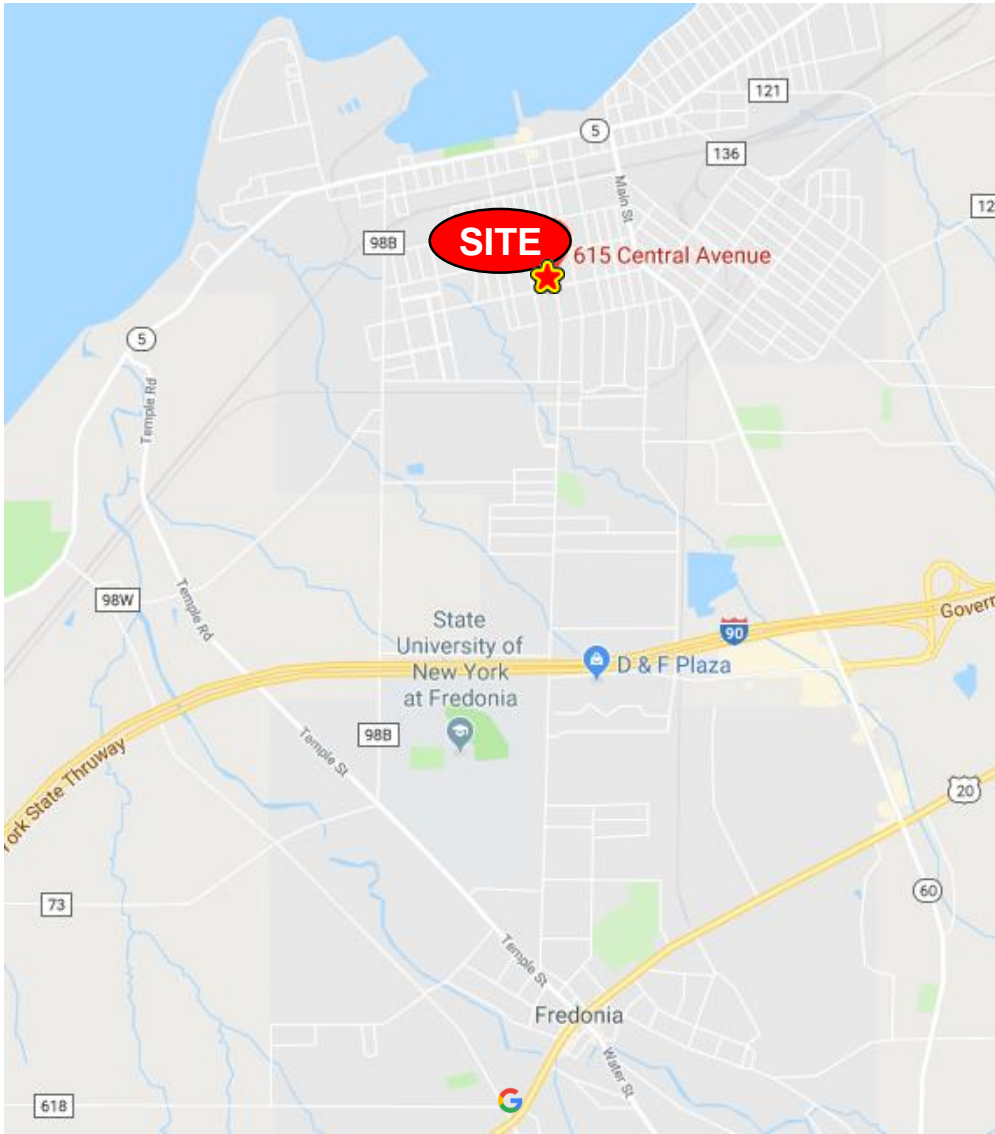 121
5
136
Main St
12
98B
SITE
615 Central Avenue
5
Temple Rd
98W
Temple Rd
State
University of
New York
at Fredonia
90
Govern
D & F Plaza
98B
Temple St
York State Thruway
20
73
60
Temple St
Fredonia
Water St
618
G